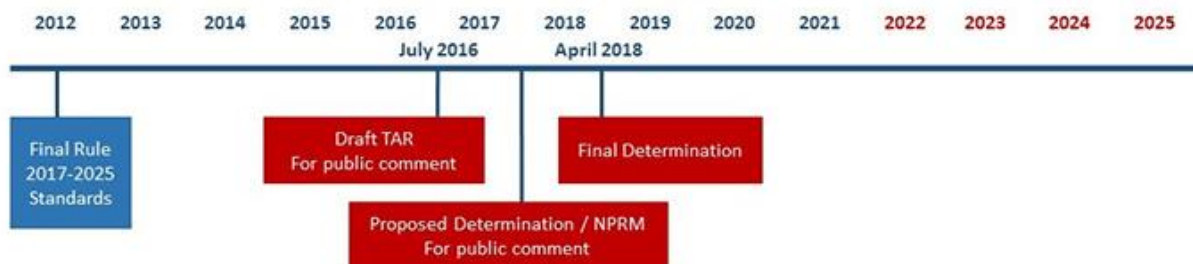 2012 2013 2014 2015 2016 2017 2018 2019 2020 2021 2022 2023 2024 2025
July 2016 April 2018
Final Rule
2017-2025
Standards
Draft TAR
For public comment
Final Determination
Proposed Determination / NPRM
For public comment